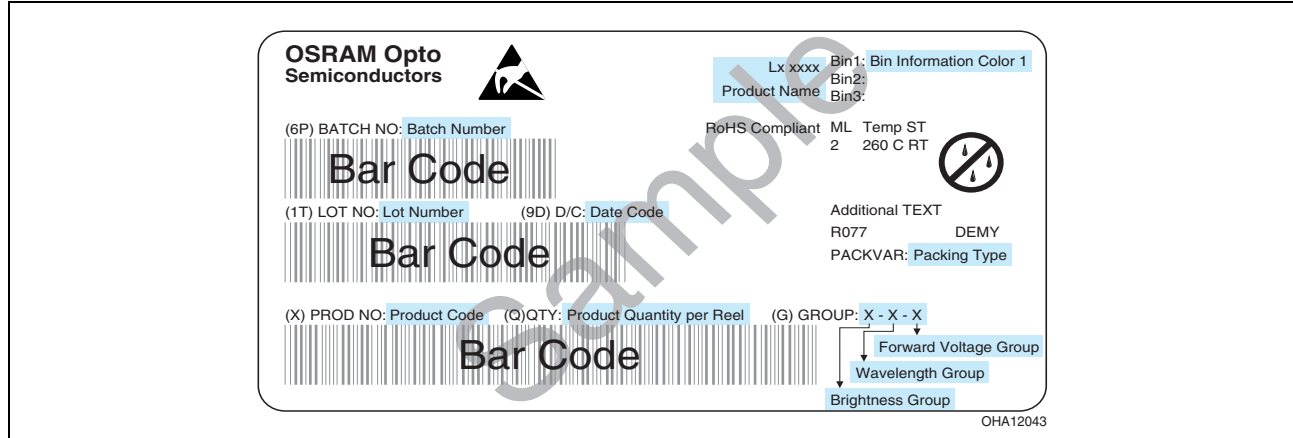 OSRAM Opto
Semiconductors
Lx xxxx
Product Name
Bin1: Bin Information Color 1
Bin2:
Bin3:
(6P) BATCH NO: Batch Number
Bar Code
RoHS Compliant
ML Temp ST
2 260 C RT
(1T) LOT NO: Lot Number (9D) D/C: Date Code
Bar Code
Additional TEXT
R077 DEMY
PACKVAR: Packing Type
(X) PROD NO: Product Code (Q)QTY: Product Quantity per Reel (G) GROUP: X - X - X
Bar Code
Forward Voltage Group
Wavelength Group
Brightness Group
Sample
OHA12043